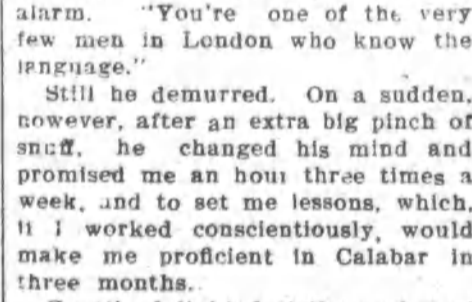 alarm. "You're one of the very
few men in London who know the
language."
Still he demurred. On a sudden,
however, after an extra big pinch of
snuff, he changed his mind and
promised me an hour three times a
week, and to set me lessons, which,
if I worked conscientiously, would
make me proficient in Calabar in
three months.